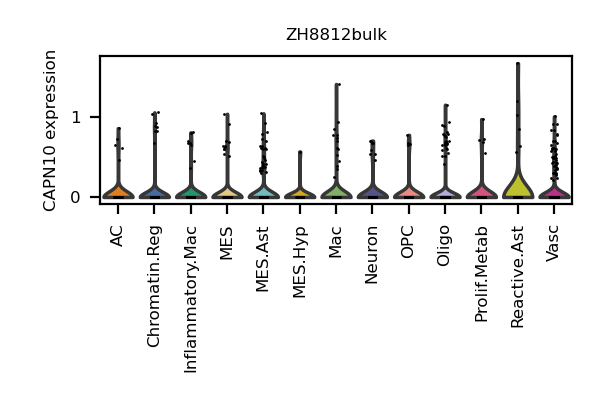 ZH8812bulk
CAPN10 expression
1
0
AC
Chromatin.Reg
Inflammatory.Mac
MES
MES.Ast
MES.Hyp
Mac
Neuron
OPC
Oligo
Prolif.Metab
Reactive.Ast
Vasc